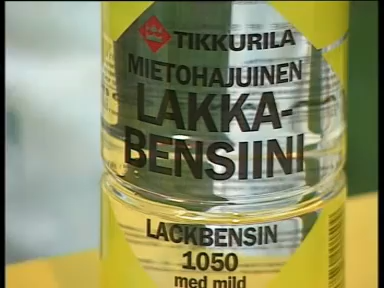 TIKKURILA
MIETOHAJUINEN
LAKKA-
BENSIINI
LACKBENSIN
1050
med mild